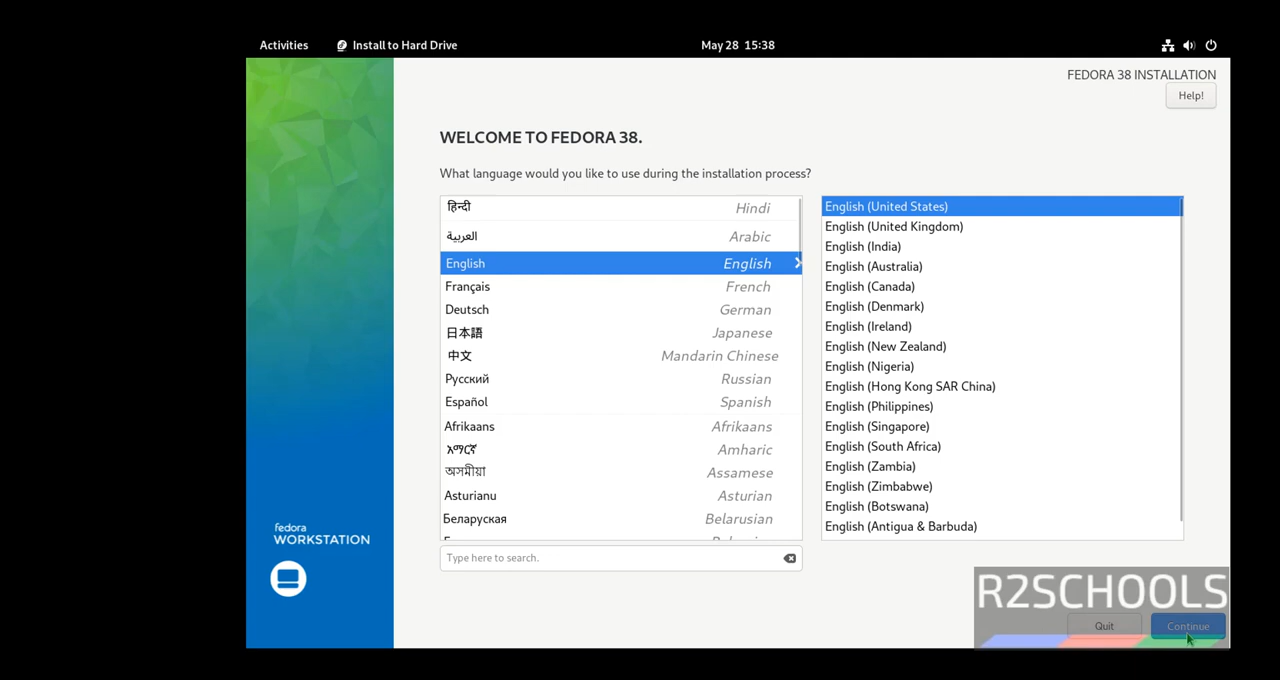 Activities Install to Hard Drive May 28 15:38
FEDORA 38 INSTALLATION
Help!
WELCOME TO FEDORA 38.
What language would you like to use during the installation process?
हिन्दी Hindi
العربية Arabic
English English
Français French
Deutsch German
日本語 Japanese
中文 Mandarin Chinese
Русский Russian
Español Spanish
Afrikaans Afrikaans
አማርኛ Amharic
অসমীয়া Assamese
Asturianu Asturian
Беларуская Belarusian
English (United States)
English (United Kingdom)
English (India)
English (Australia)
English (Canada)
English (Denmark)
English (Ireland)
English (New Zealand)
English (Nigeria)
English (Hong Kong SAR China)
English (Philippines)
English (Singapore)
English (South Africa)
English (Zambia)
English (Zimbabwe)
English (Botswana)
English (Antigua & Barbuda)
Type here to search.
fedora
WORKSTATION
R2SCHOOLS
Quit Continue